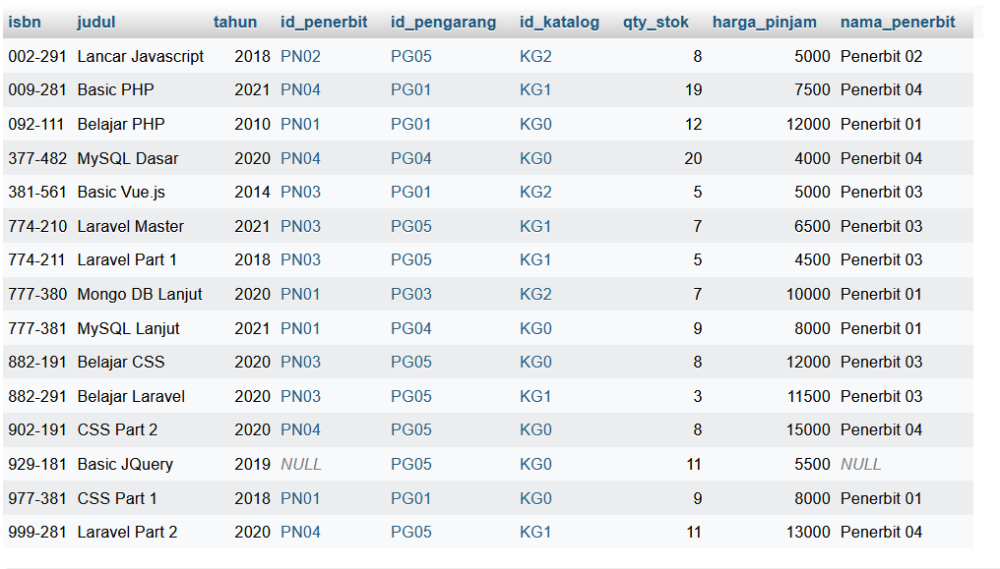 isbn judul tahun id_penerbit id_pengarang id_katalog qty_stok harga_pinjam nama_penerbit
002-291 Lancar Javascript 2018 PN02 PG05 KG2 8 5000 Penerbit 02
009-281 Basic PHP 2021 PN04 PG01 KG1 19 7500 Penerbit 04
092-111 Belajar PHP 2010 PN01 PG01 KG0 12 12000 Penerbit 01
377-482 MySQL Dasar 2020 PN04 PG04 KG0 20 4000 Penerbit 04
381-561 Basic Vue.js 2014 PN03 PG01 KG2 5 5000 Penerbit 03
774-210 Laravel Master 2021 PN03 PG05 KG1 7 6500 Penerbit 03
774-211 Laravel Part 1 2018 PN03 PG05 KG1 5 4500 Penerbit 03
777-380 Mongo DB Lanjut 2020 PN01 PG03 KG2 7 10000 Penerbit 01
777-381 MySQL Lanjut 2021 PN01 PG04 KG0 9 8000 Penerbit 01
882-191 Belajar CSS 2020 PN03 PG05 KG0 8 12000 Penerbit 03
882-291 Belajar Laravel 2020 PN03 PG05 KG1 3 11500 Penerbit 03
902-191 CSS Part 2 2020 PN04 PG05 KG0 8 15000 Penerbit 04
929-181 Basic JQuery 2019 NULL PG05 KG0 11 5500 NULL
977-381 CSS Part 1 2018 PN01 PG01 KG0 9 8000 Penerbit 01
999-281 Laravel Part 2 2020 PN04 PG05 KG1 11 13000 Penerbit 04